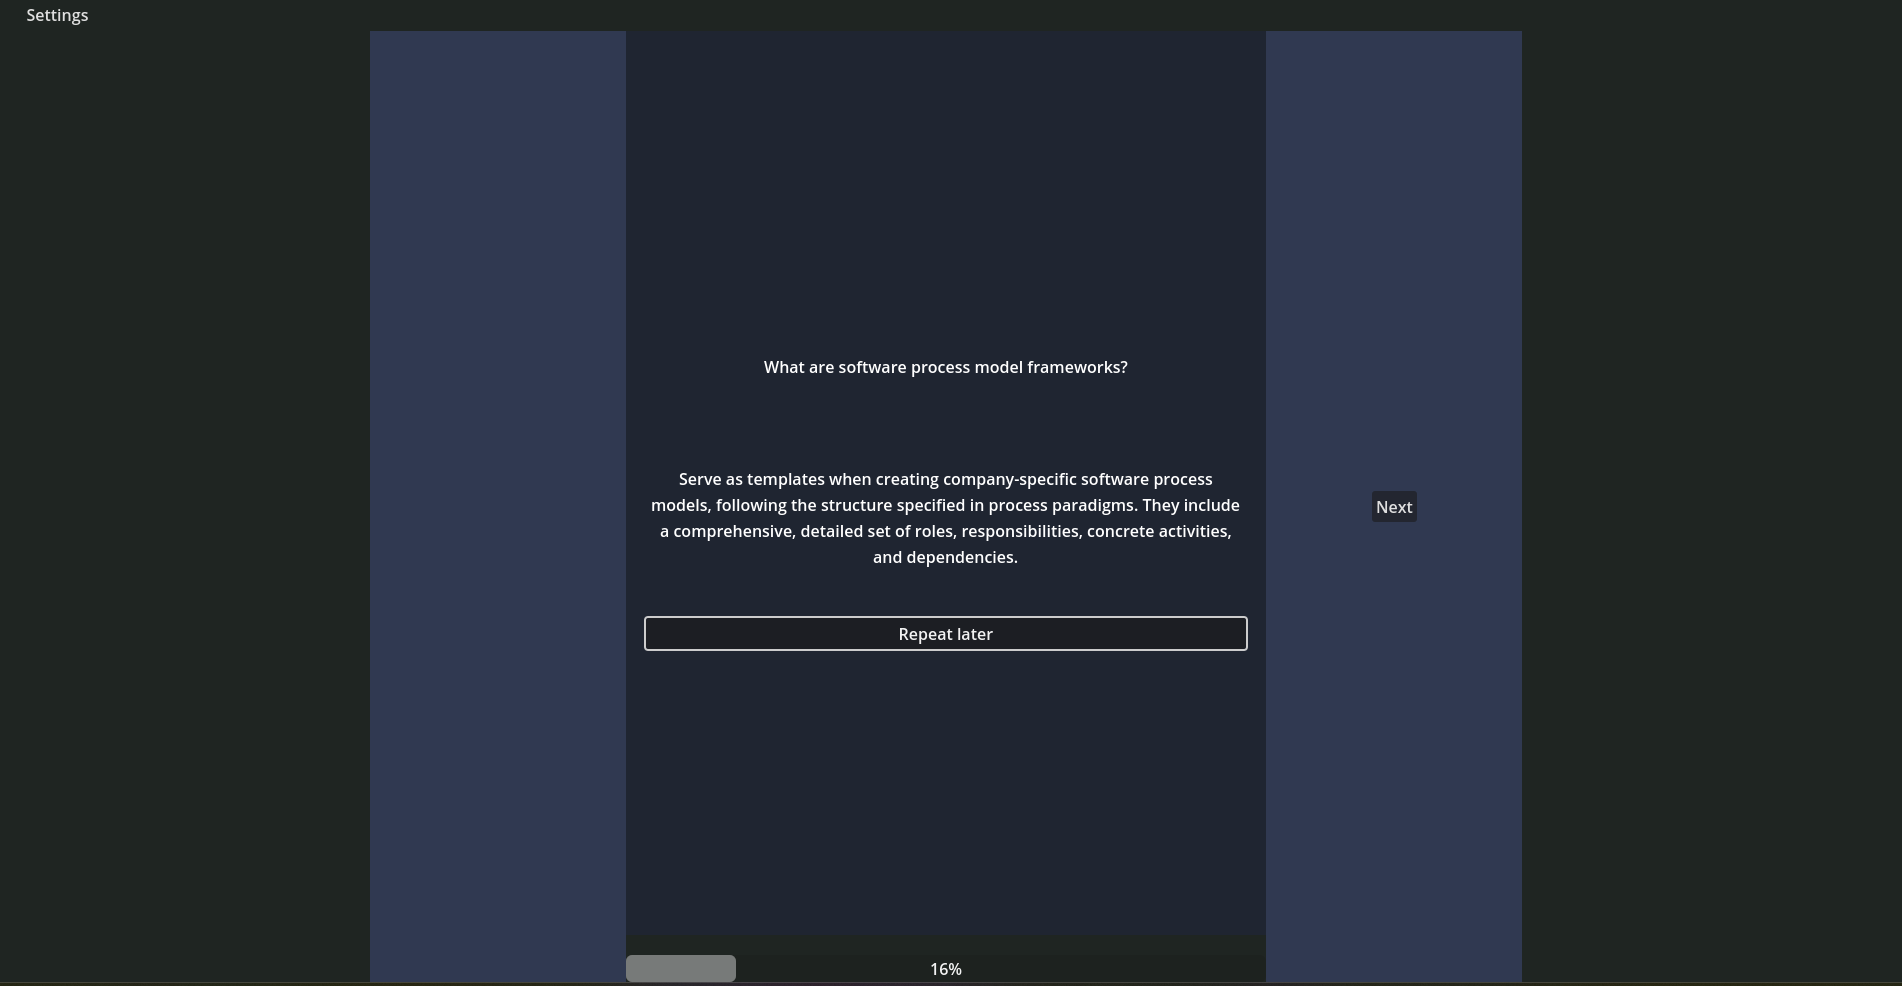 Settings
What are software process model frameworks?
Serve as templates when creating company-specific software process
models, following the structure specified in process paradigms. They include
a comprehensive, detailed set of roles, responsibilities, concrete activities,
and dependencies.
Next
Repeat later
16%